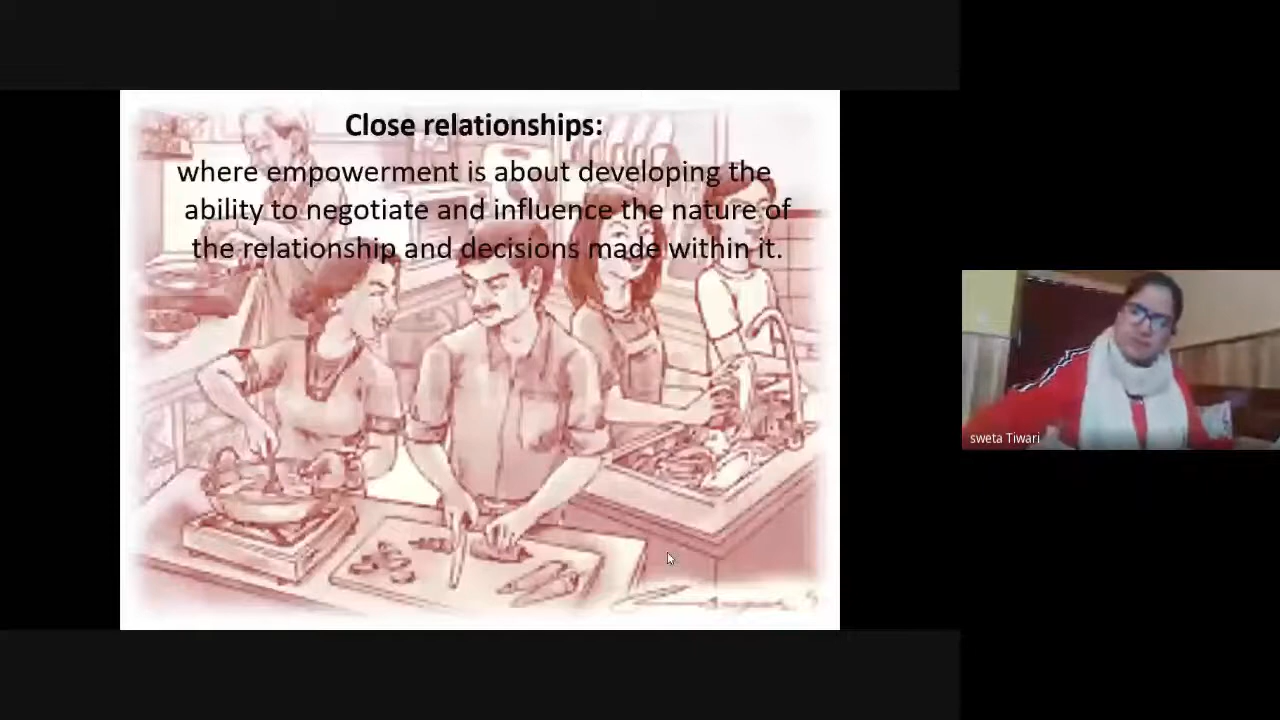 Close relationships:
where empowerment is about developing the
ability to negotiate and influence the nature of
the relationship and decisions made within it.
sweta Tiwari